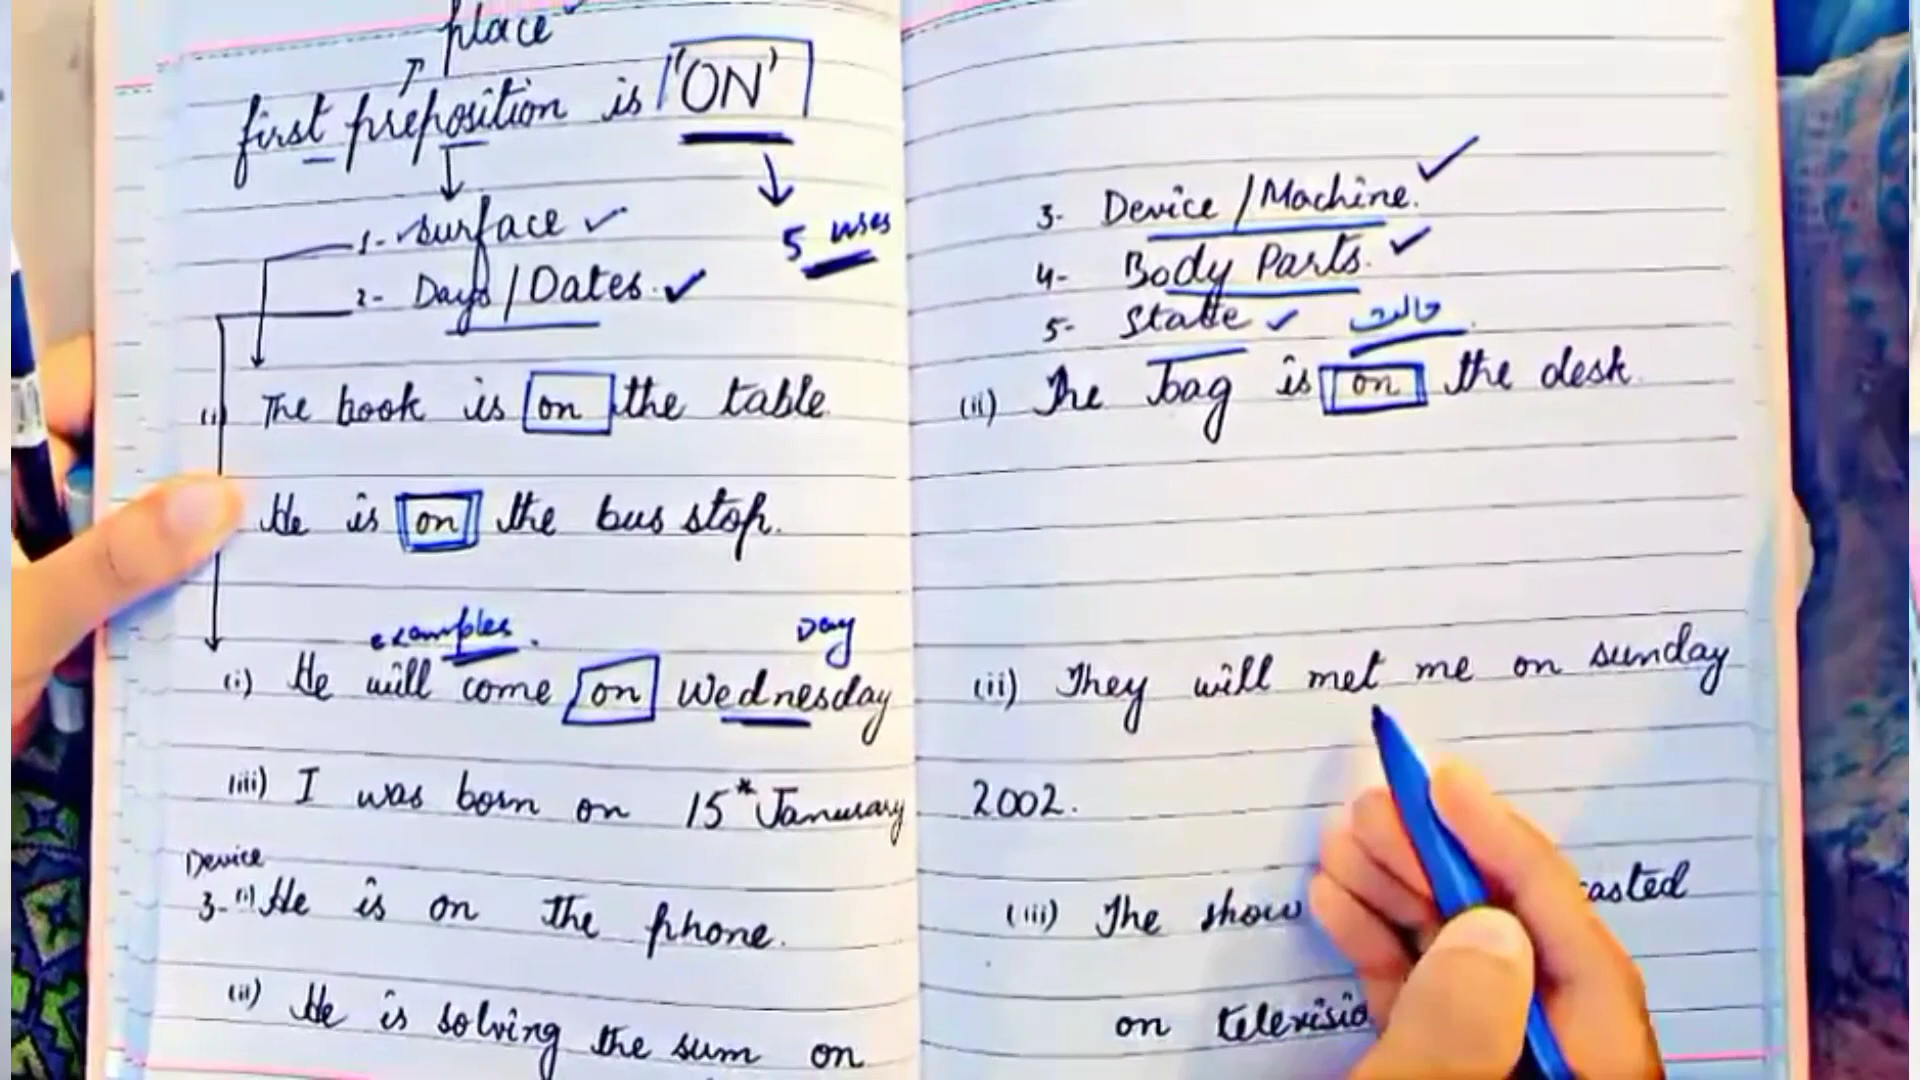 place
first preposition is 'ON'
1- surface
5 uses
2- Days / Dates
(i) The book is on the table
He is on the bus stop.
examples. Day
(i) He will come on Wednesday
(iii) I was born on 15th Janurary
Device
3-(i) He is on the phone.
(ii) He is solving the sum on
3- Device / Machine.
4- Body Parts.
5- State حالت
(ii) The bag is on the desk.
(ii) They will met me on sunday
2002.
(iii) The show casted
on televisio